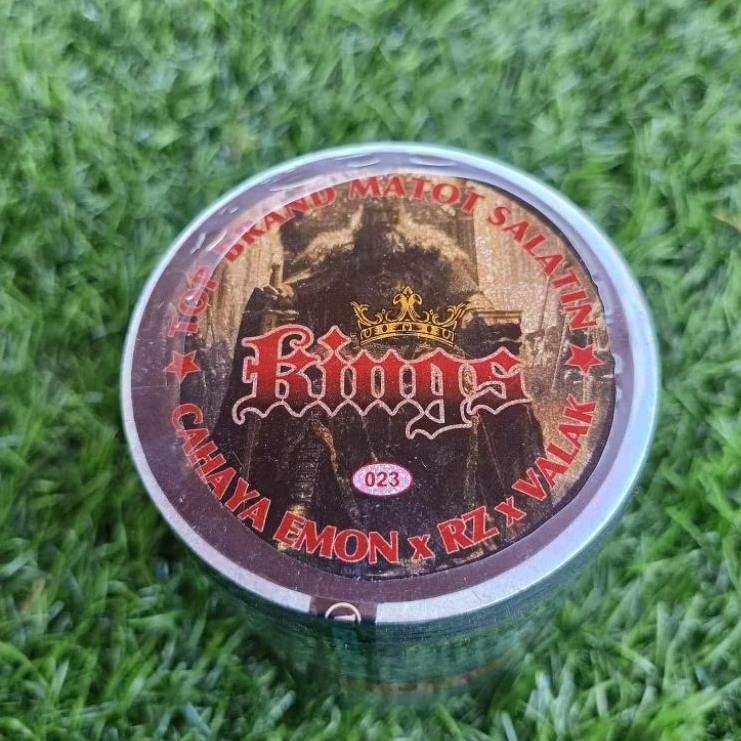 TOP BRAND MATOT SALATIN
kings
023
CAHAYA EMON x RZ x VALAK